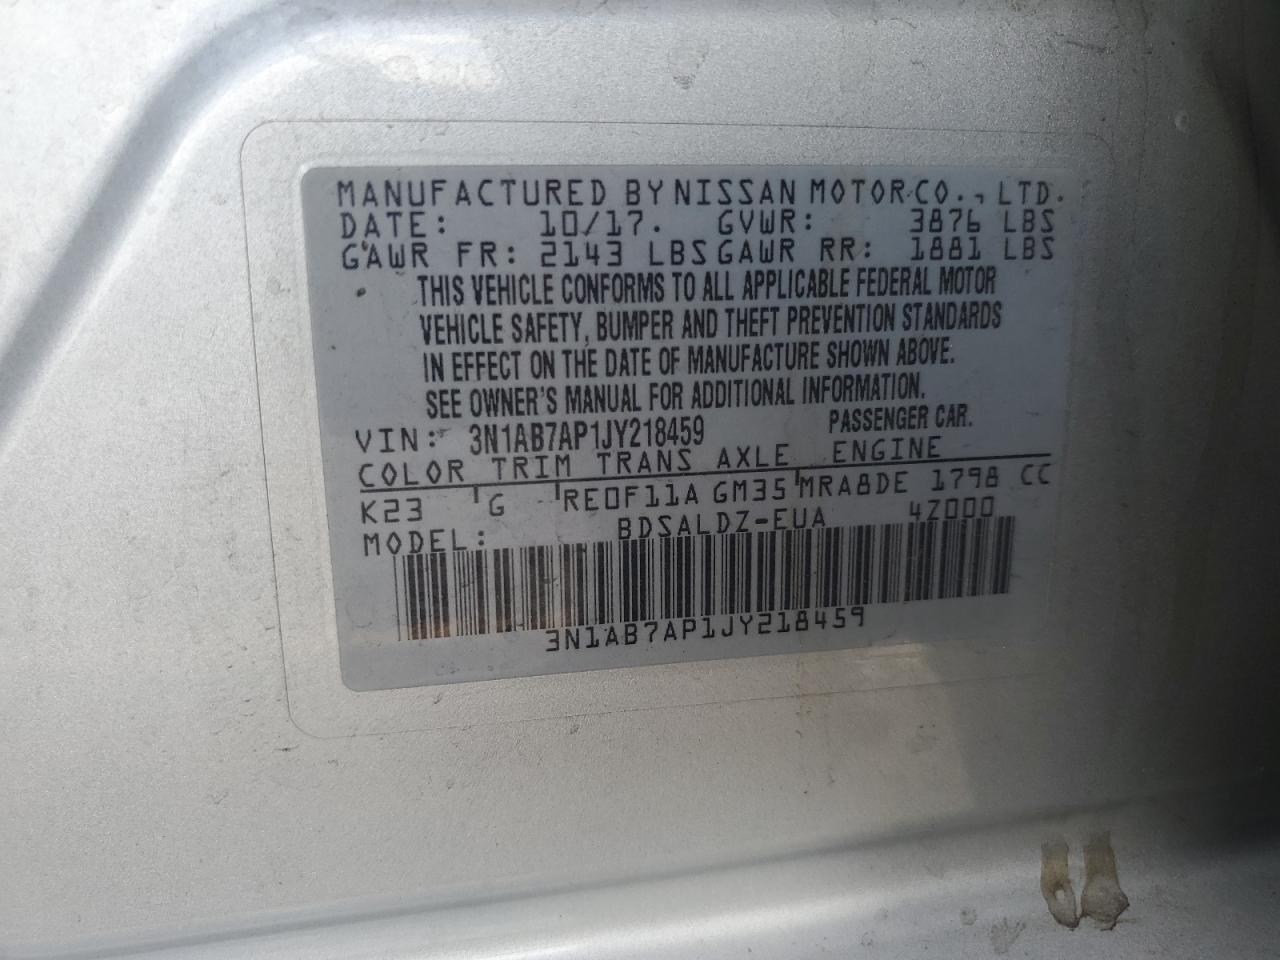 MANUFACTURED BY NISSAN MOTOR CO., LTD.
DATE: 10/17. GVWR: 3876 LBS
GAWR FR: 2143 LBS GAWR RR: 1881 LBS
THIS VEHICLE CONFORMS TO ALL APPLICABLE FEDERAL MOTOR
VEHICLE SAFETY, BUMPER AND THEFT PREVENTION STANDARDS
IN EFFECT ON THE DATE OF MANUFACTURE SHOWN ABOVE.
SEE OWNER'S MANUAL FOR ADDITIONAL INFORMATION.
VIN: 3N1AB7AP1JY218459 PASSENGER CAR.
COLOR TRIM TRANS AXLE ENGINE
K23 G RE0F11A GM35 MRA8DE 1798 CC
MODEL: BDSALDZ-EUA 4Z000
3N1AB7AP1JY218459